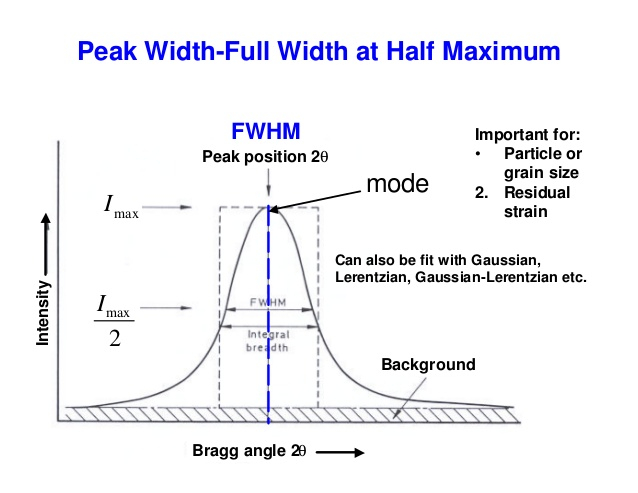 Peak Width-Full Width at Half Maximum
FWHM
Peak position 2θ
Important for:
• Particle or
grain size
2. Residual
strain
mode
I max
Can also be fit with Gaussian,
Lerentzian, Gaussian-Lerentzian etc.
Intensity
I max
2
FWHM
Integral
breadth
Background
Bragg angle 2θ